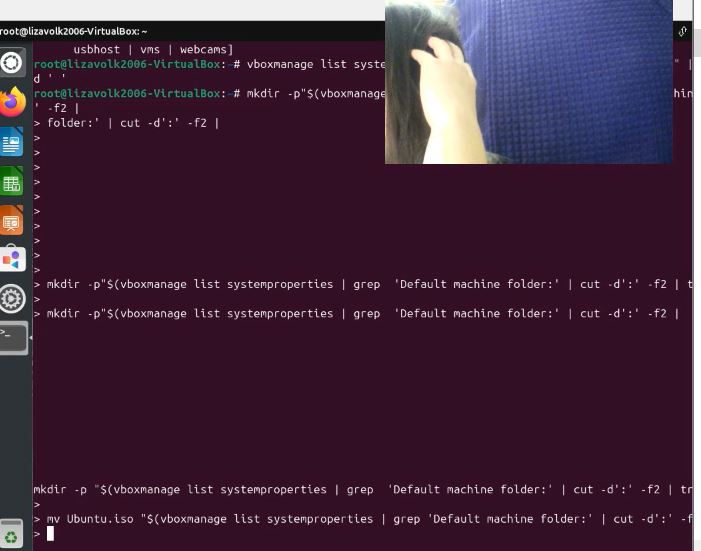 root@lizavolk2006-VirtualBox: ~
usbhost | vms | webcams]
root@lizavolk2006-VirtualBox:~# vboxmanage list syste " |
d ' '
root@lizavolk2006-VirtualBox:~# mkdir -p"$(vboxmanage hin
' -f2 |
> folder:' | cut -d':' -f2 |
>
>
>
>
>
>
>
>
>
> mkdir -p"$(vboxmanage list systemproperties | grep  'Default machine folder:' | cut -d':' -f2 | t
>
> mkdir -p"$(vboxmanage list systemproperties | grep  'Default machine folder:' | cut -d':' -f2 |
mkdir -p "$(vboxmanage list systemproperties | grep  'Default machine folder:' | cut -d':' -f2 | tr
>
> mv Ubuntu.iso "$(vboxmanage list systemproperties | grep 'Default machine folder:' | cut -d':' -f
>